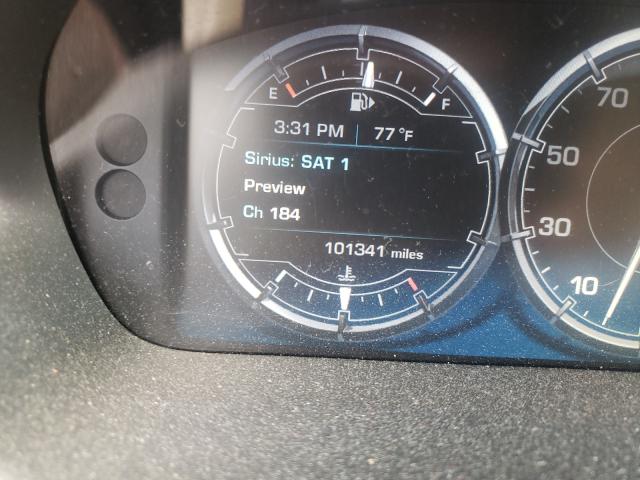 E F
3:31 PM 77 °F
Sirius: SAT 1
Preview
Ch 184
101341 miles
70
50
30
10